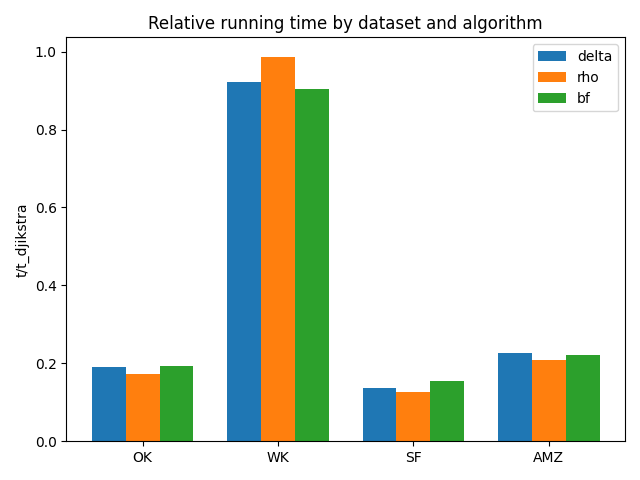 Relative running time by dataset and algorithm
delta
rho
bf
t/t_djikstra
1.0
0.8
0.6
0.4
0.2
0.0
OK
WK
SF
AMZ